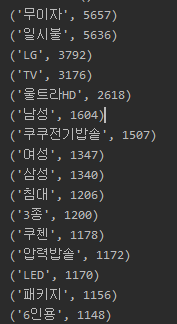 ('무이자', 5657)
('일시불', 5636)
('LG', 3792)
('TV', 3176)
('울트라HD', 2618)
('남성', 1604)
('쿠쿠전기밥솥', 1507)
('여성', 1347)
('삼성', 1340)
('침대', 1206)
('3종', 1200)
('쿠첸', 1178)
('압력밥솥', 1172)
('LED', 1170)
('패키지', 1156)
('6인용', 1148)